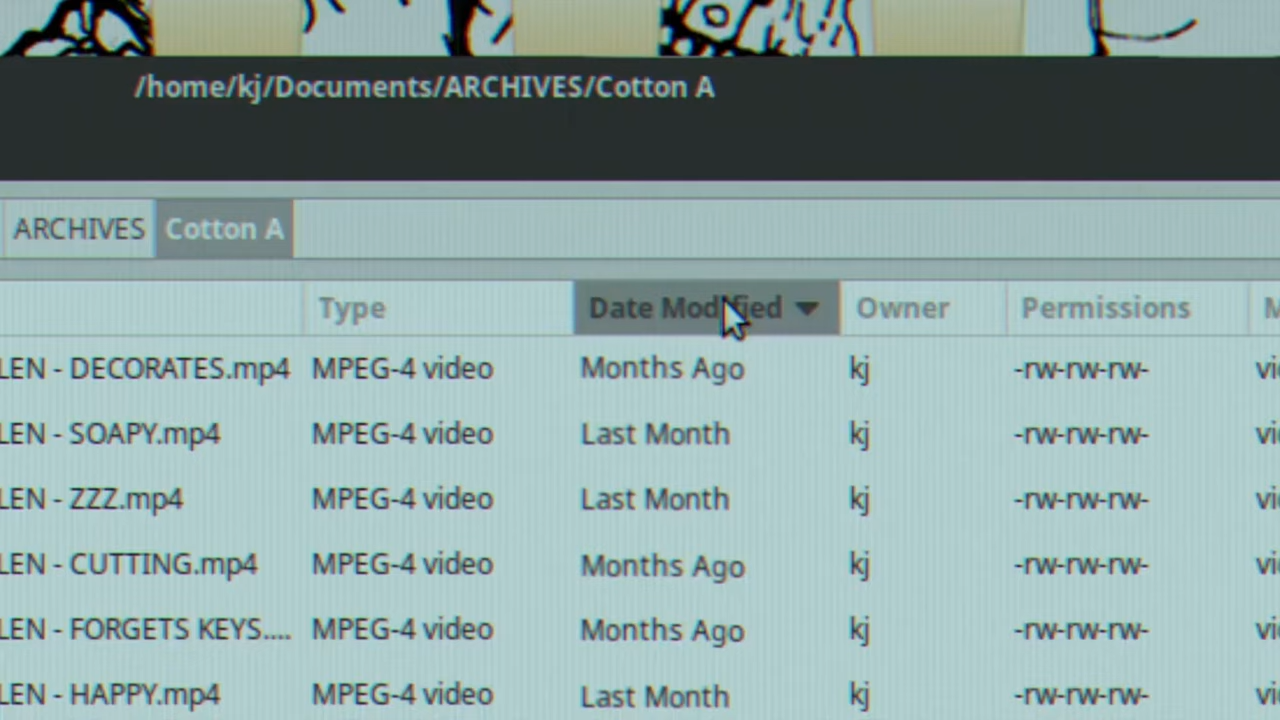 /home/kj/Documents/ARCHIVES/Cotton A
ARCHIVES Cotton A
Type Date Modified Owner Permissions
LEN - DECORATES.mp4 MPEG-4 video Months Ago kj -rw-rw-rw-
LEN - SOAPY.mp4 MPEG-4 video Last Month kj -rw-rw-rw-
LEN - ZZZ.mp4 MPEG-4 video Last Month kj -rw-rw-rw-
LEN - CUTTING.mp4 MPEG-4 video Months Ago kj -rw-rw-rw-
LEN - FORGETS KEYS.... MPEG-4 video Months Ago kj -rw-rw-rw-
LEN - HAPPY.mp4 MPEG-4 video Last Month kj -rw-rw-rw-